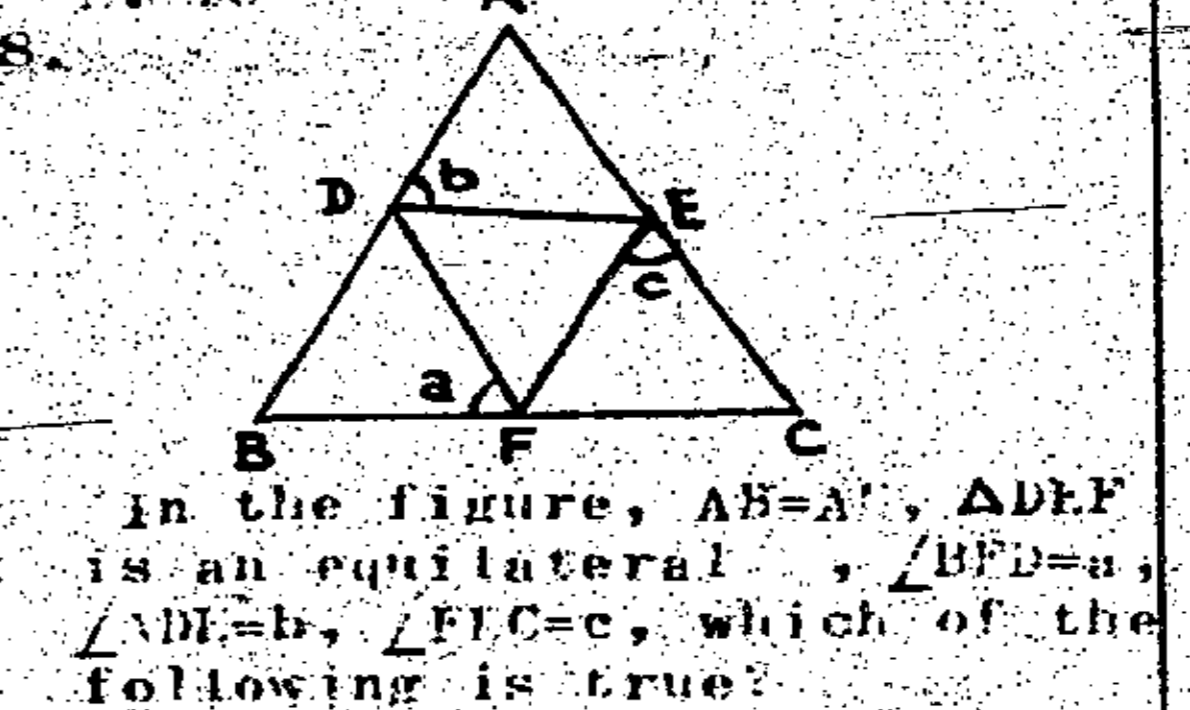 8.
A
D b E
c
a
B F C
In the figure, AB=A , ΔDEF
is an equilateral , ∠BFD=a,
∠ADE=b, ∠FEC=c, which of the
following is true?